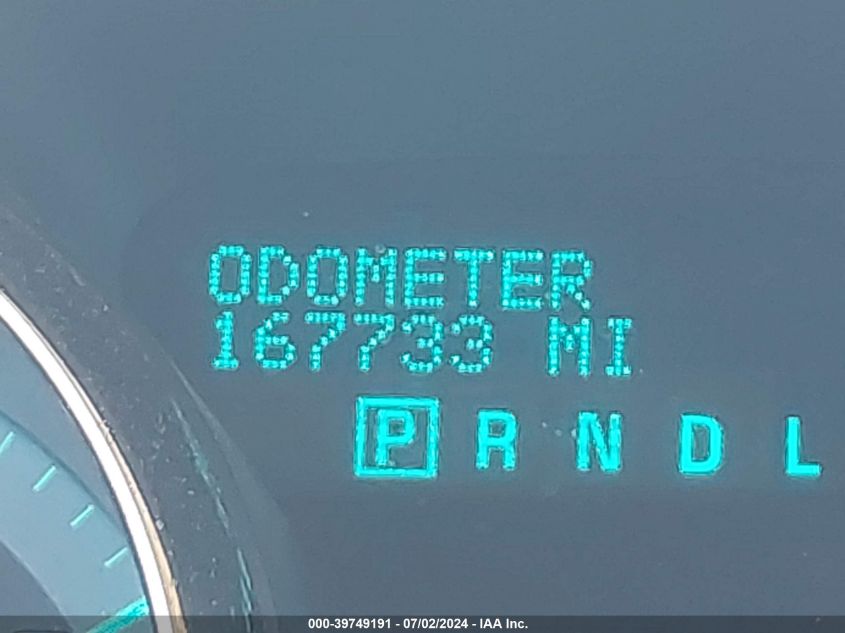 ODOMETER
167733 MI
P R N D L
000-39749191 - 07/02/2024 - IAA Inc.